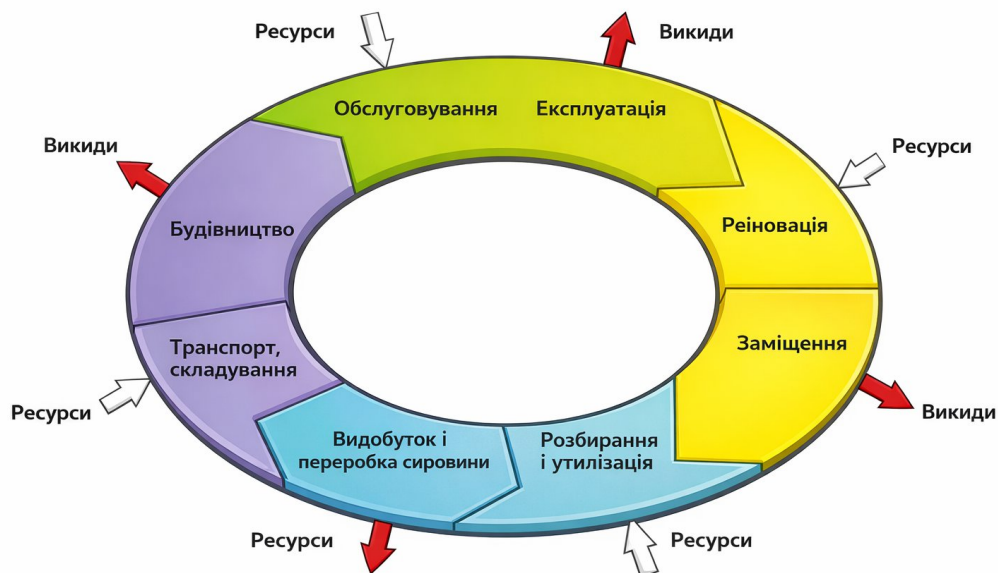 Ресурси
Викиди
Обслуговування
Експлуатація
Викиди
Ресурси
Будівництво
Реіновація
Транспорт,
складування
Заміщення
Ресурси
Викиди
Видобуток і
переробка сировини
Розбирання
і утилізація
Ресурси
Ресурси